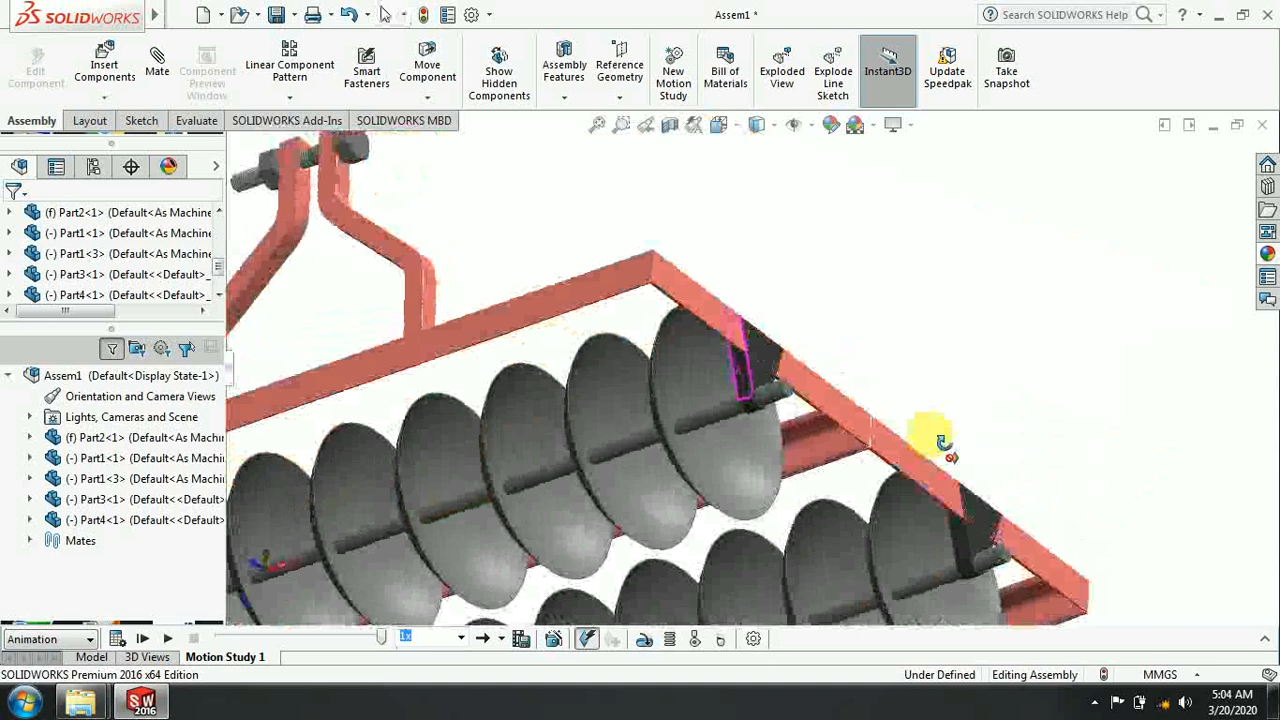 SOLIDWORKS
Assem1 *
Search SOLIDWORKS Help
Edit Component
Insert Components
Mate
Component Preview Window
Linear Component Pattern
Smart Fasteners
Move Component
Show Hidden Components
Assembly Features
Reference Geometry
New Motion Study
Bill of Materials
Exploded View
Explode Line Sketch
Instant3D
Update Speedpak
Take Snapshot
Assembly
Layout
Sketch
Evaluate
SOLIDWORKS Add-Ins
SOLIDWORKS MBD
(f) Part2<1> (Default<As Machine
(-) Part1<1> (Default<As Machine
(-) Part1<3> (Default<As Machine
(-) Part3<1> (Default<<Default>_
(-) Part4<1> (Default<<Default>_
Assem1 (Default<Display State-1>)
Orientation and Camera Views
Lights, Cameras and Scene
(f) Part2<1> (Default<As Machin
(-) Part1<1> (Default<As Machin
(-) Part1<3> (Default<As Machin
(-) Part3<1> (Default<<Default>
(-) Part4<1> (Default<<Default>
Mates
Animation
1x
Model
3D Views
Motion Study 1
SOLIDWORKS Premium 2016 x64 Edition
Under Defined
Editing Assembly
MMGS
SW
2016
5:04 AM
3/20/2020